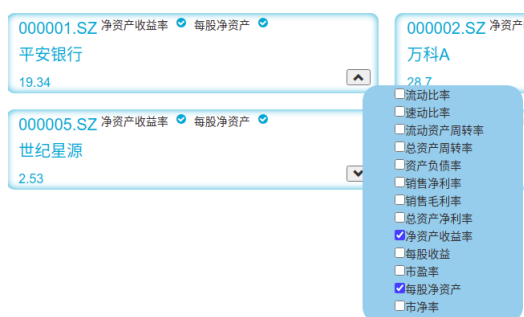 000001.SZ 净资产收益率 每股净资产
平安银行
19.34
000002.SZ 净资产
万科A
28.7
000005.SZ 净资产收益率 每股净资产
世纪星源
2.53
流动比率
速动比率
流动资产周转率
总资产周转率
资产负债率
销售净利率
销售毛利率
总资产净利率
净资产收益率
每股收益
市盈率
每股净资产
市净率